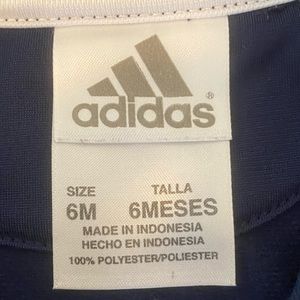 adidas®
SIZE TALLA
6M 6MESES
MADE IN INDONESIA
HECHO EN INDONESIA
100% POLYESTER/POLIESTER